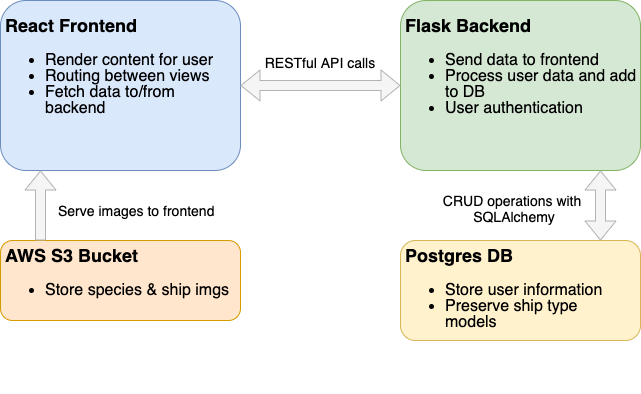 React Frontend
• Render content for user
• Routing between views
• Fetch data to/from
backend
RESTful API calls
Flask Backend
• Send data to frontend
• Process user data and add
to DB
• User authentication
Serve images to frontend
CRUD operations with
SQLAlchemy
AWS S3 Bucket
• Store species & ship imgs
Postgres DB
• Store user information
• Preserve ship type
models